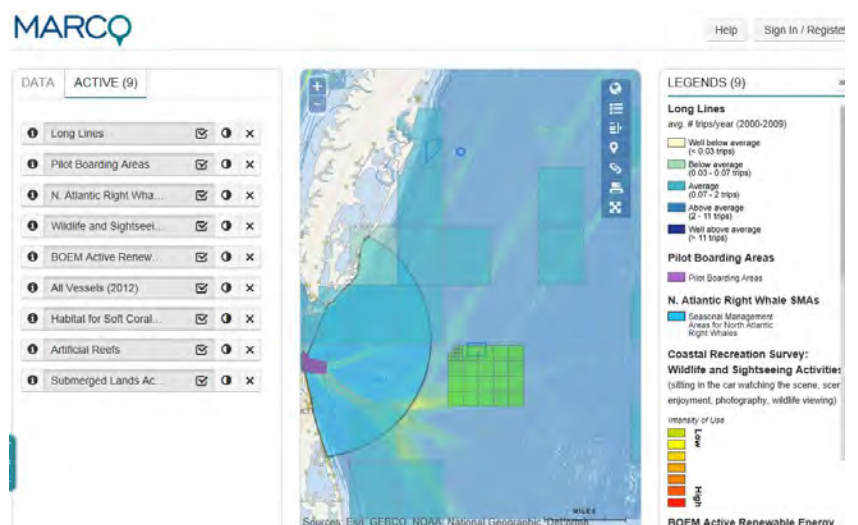 MARCO
Help
Sign In / Register
DATA
ACTIVE (9)
Long Lines
Pilot Boarding Areas
N. Atlantic Right Wha...
Wildlife and Sightseei...
BOEM Active Renew...
All Vessels (2012)
Habitat for Soft Coral...
Artificial Reefs
Submerged Lands Ac...
MILES
Sources: Esri, GEBCO, NOAA, National Geographic, DeLorme,
LEGENDS (9)
Long Lines
avg. # trips/year (2000-2009)
Well below average
(< 0.03 trips)
Below average
(0.03 - 0.07 trips)
Average
(0.07 - 2 trips)
Above average
(2 - 11 trips)
Well above average
(> 11 trips)
Pilot Boarding Areas
Pilot Boarding Areas
N. Atlantic Right Whale SMAs
Seasonal Management
Areas for North Atlantic
Right Whales
Coastal Recreation Survey:
Wildlife and Sightseeing Activities
(sitting in the car watching the scene, scen
enjoyment, photography, wildlife viewing)
Intensity of Use
Low
High
BOEM Active Renewable Energy